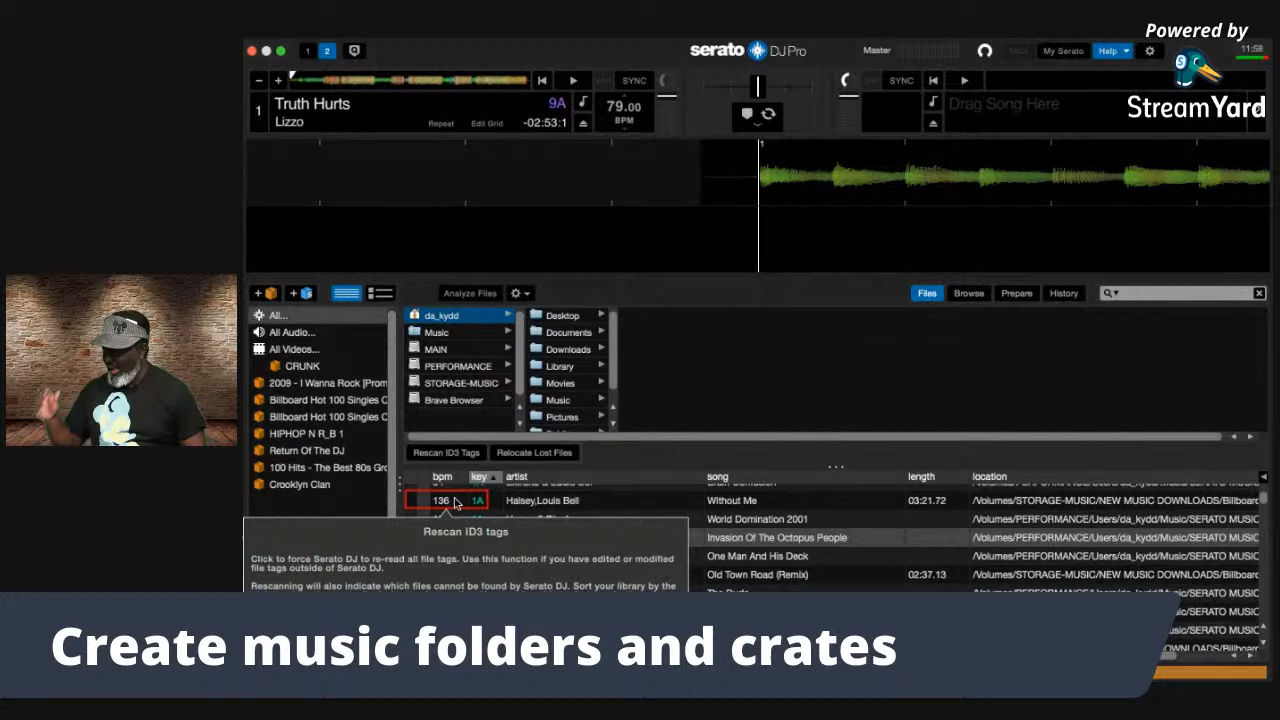 Powered by
StreamYard
1 2
serato DJ Pro
Master
MIDI
My Serato
Help
11:58
SYNC
SYNC
1
Truth Hurts
9A
Lizzo
Repeat
Edit Grid
-02:53:1
79.00
BPM
Drag Song Here
1
Analyze Files
Files
Browse
Prepare
History
All...
All Audio...
All Videos...
CRUNK
2009 - I Wanna Rock [Prom
Billboard Hot 100 Singles C
Billboard Hot 100 Singles C
HIPHOP N R_B 1
Return Of The DJ
100 Hits - The Best 80s Gro
Crooklyn Clan
da_kydd
Music
MAIN
PERFORMANCE
STORAGE-MUSIC
Brave Browser
Desktop
Documents
Downloads
Library
Movies
Music
Pictures
Rescan ID3 Tags
Relocate Lost Files
bpm
key
artist
song
length
location
136
1A
Halsey,Louis Bell
Without Me
03:21.72
/Volumes/STORAGE-MUSIC/NEW MUSIC DOWNLOADS/Billboar
World Domination 2001
/Volumes/PERFORMANCE/Users/da_kydd/Music/SERATO MUSIC
Invasion Of The Octopus People
/Volumes/PERFORMANCE/Users/da_kydd/Music/SERATO MUSIC
One Man And His Deck
/Volumes/PERFORMANCE/Users/da_kydd/Music/SERATO MUSIC
Old Town Road (Remix)
02:37.13
/Volumes/STORAGE-MUSIC/NEW MUSIC DOWNLOADS/Billboar
Rescan ID3 tags
Click to force Serato DJ to re-read all file tags. Use this function if you have edited or modified
file tags outside of Serato DJ.
Rescanning will also indicate which files cannot be found by Serato DJ. Sort your library by the
Create music folders and crates